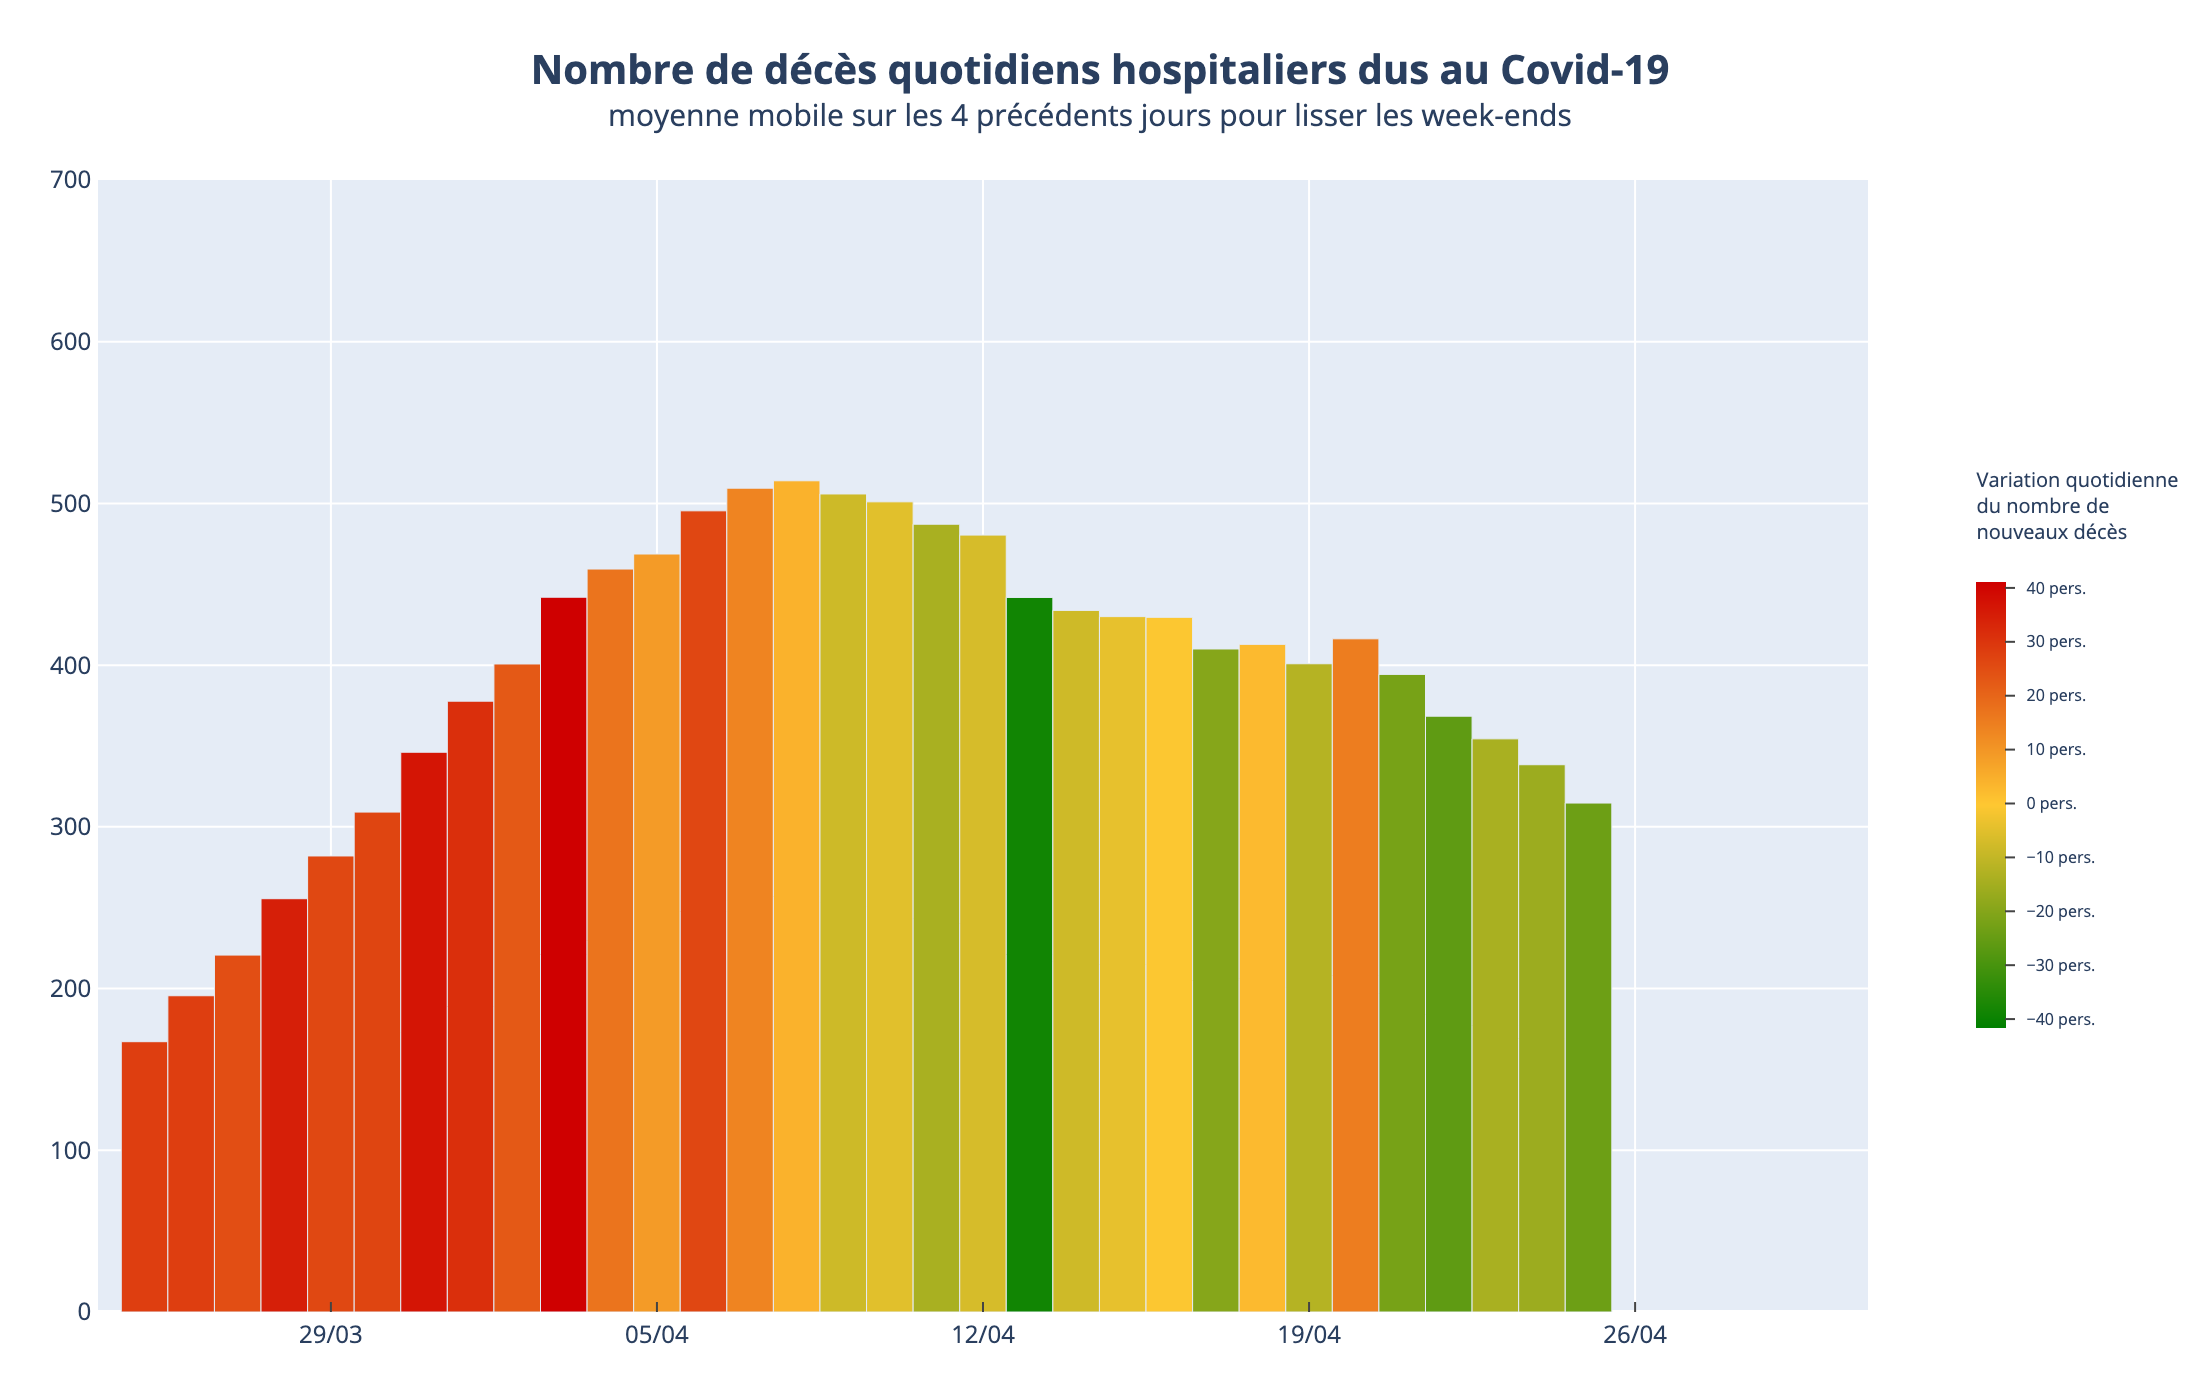 Nombre de décès quotidiens hospitaliers dus au Covid-19
moyenne mobile sur les 4 précédents jours pour lisser les week-ends
700
600
500
400
300
200
100
0
29/03
05/04
12/04
19/04
26/04
Variation quotidienne
du nombre de
nouveaux décès
40 pers.
30 pers.
20 pers.
10 pers.
0 pers.
−10 pers.
−20 pers.
−30 pers.
−40 pers.